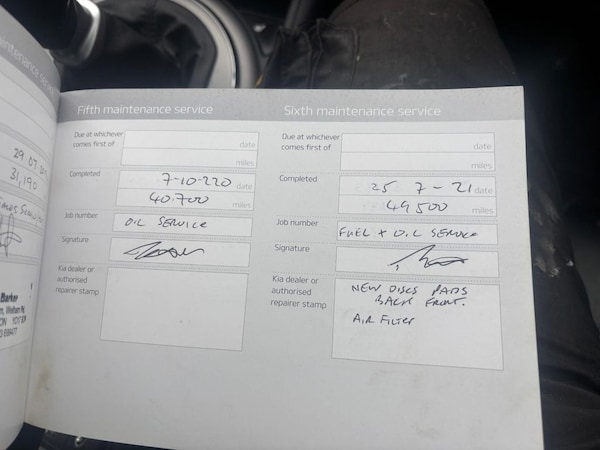 maintenance
29.07
31,190
Barker
Fifth maintenance service
Due at whichever
comes first of
date
miles
Completed
7-10-220 date
40.700 miles
Job number
OIL SERVICE
Signature
Kia dealer or
authorised
repairer stamp
Sixth maintenance service
Due at whichever
comes first of
date
miles
Completed
25 7-21 date
49500 miles
Job number
FUEL + OIL SERVICE
Signature
Kia dealer or
authorised
repairer stamp
NEW DISCS PADS
BACK FRONT.
AIR FILTER